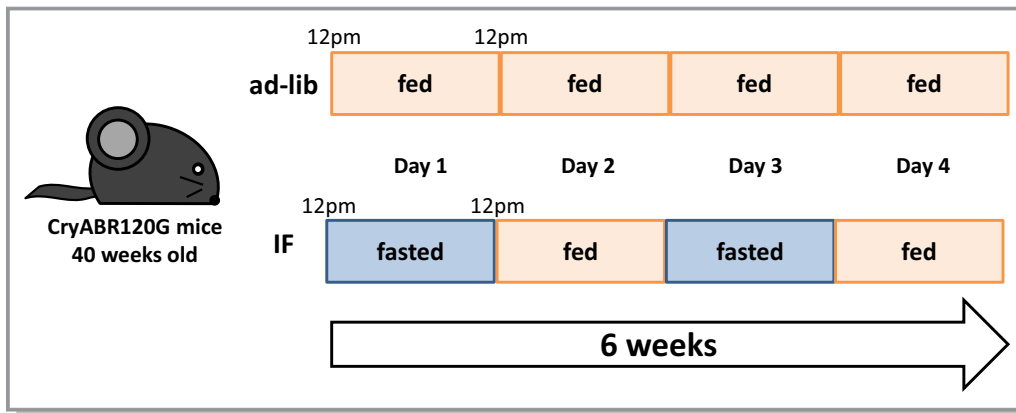 12pm 12pm
ad-lib fed fed fed fed
Day 1 Day 2 Day 3 Day 4
12pm 12pm
CryABR120G mice
40 weeks old
IF fasted fed fasted fed
6 weeks